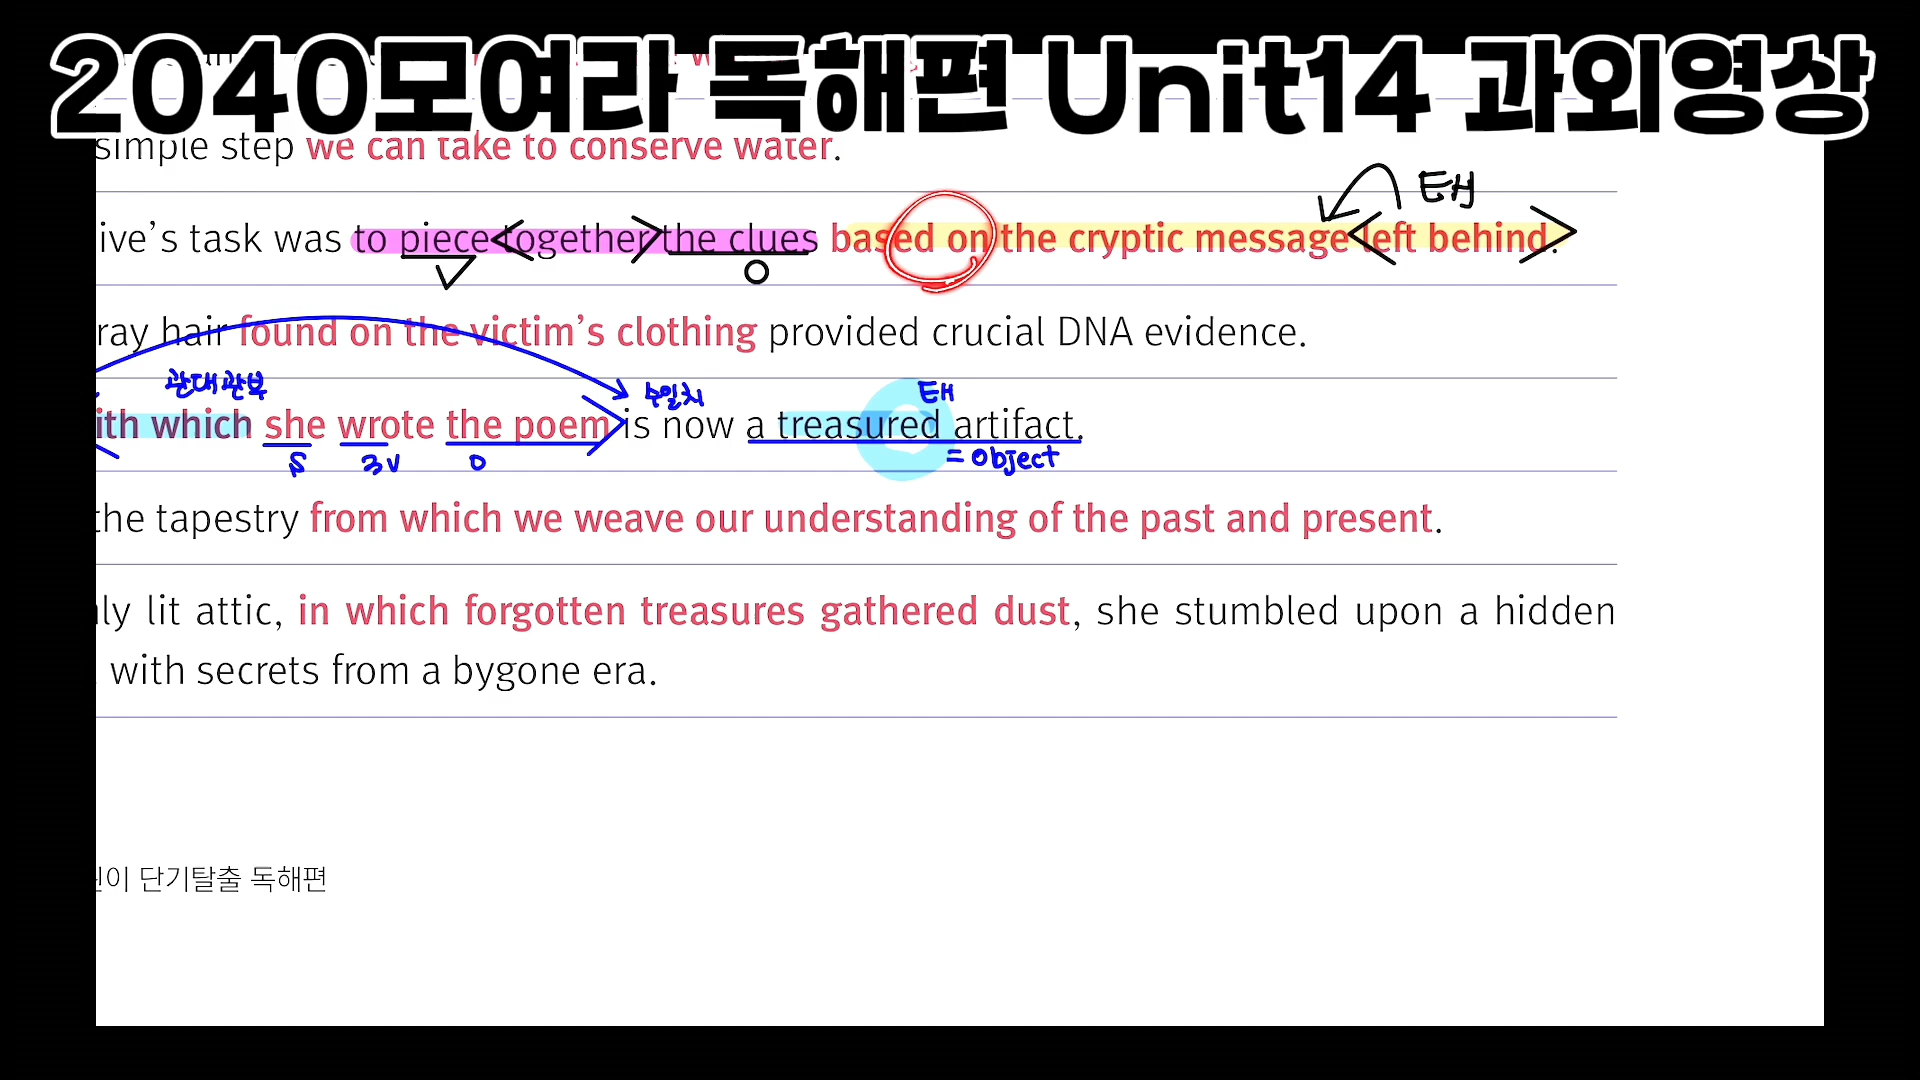 2040모여라 독해편 Unit14 과외영상
simple step we can take to conserve water.
태
ive's task was to piece together the clues based on the cryptic message left behind.
V O
ray hair found on the victim's clothing provided crucial DNA evidence.
관대관부 수일치 태
ith which she wrote the poem is now a treasured artifact.
S 3V O = object
the tapestry from which we weave our understanding of the past and present.
ly lit attic, in which forgotten treasures gathered dust, she stumbled upon a hidden
with secrets from a bygone era.
이 단기탈출 독해편